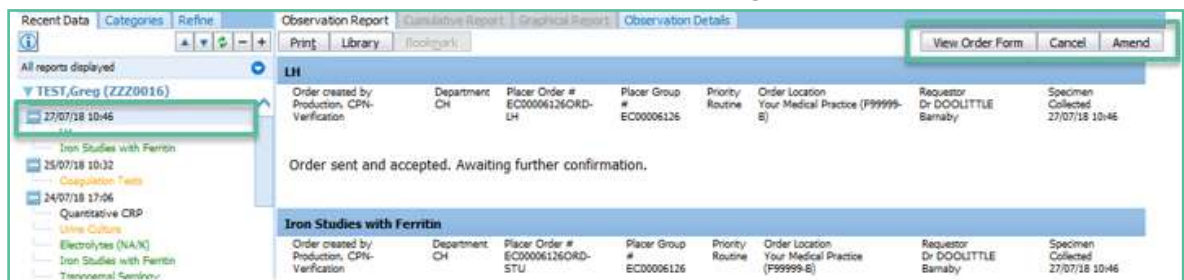 Recent Data Categories Refine
Observation Report Cumulative Report Graphical Report Observation Details
Print Library Bookmark
View Order Form Cancel Amend
All reports displayed
TEST,Greg (ZZZ0016)
27/07/18 10:46
LH
Iron Studies with Ferritin
25/07/18 10:32
Coagulation Tests
24/07/18 17:06
Quantitative CRP
Urine Culture
Electrolytes (NA/K)
Iron Studies with Ferritin
Treponemal Serology
LH
Order created by Department Placer Order # Placer Group Priority Order Location Requestor Specimen
Production, CPN- CH EC00006126ORD- # Routine Your Medical Practice (F99999- Dr DOOLITTLE Collected
Verification LH EC00006126 B) Barnaby 27/07/18 10:46
Order sent and accepted. Awaiting further confirmation.
Iron Studies with Ferritin
Order created by Department Placer Order # Placer Group Priority Order Location Requestor Specimen
Production, CPN- CH EC00006126ORD- # Routine Your Medical Practice Dr DOOLITTLE Collected
Verification STU EC00006126 (F99999-B) Barnaby 27/07/18 10:46